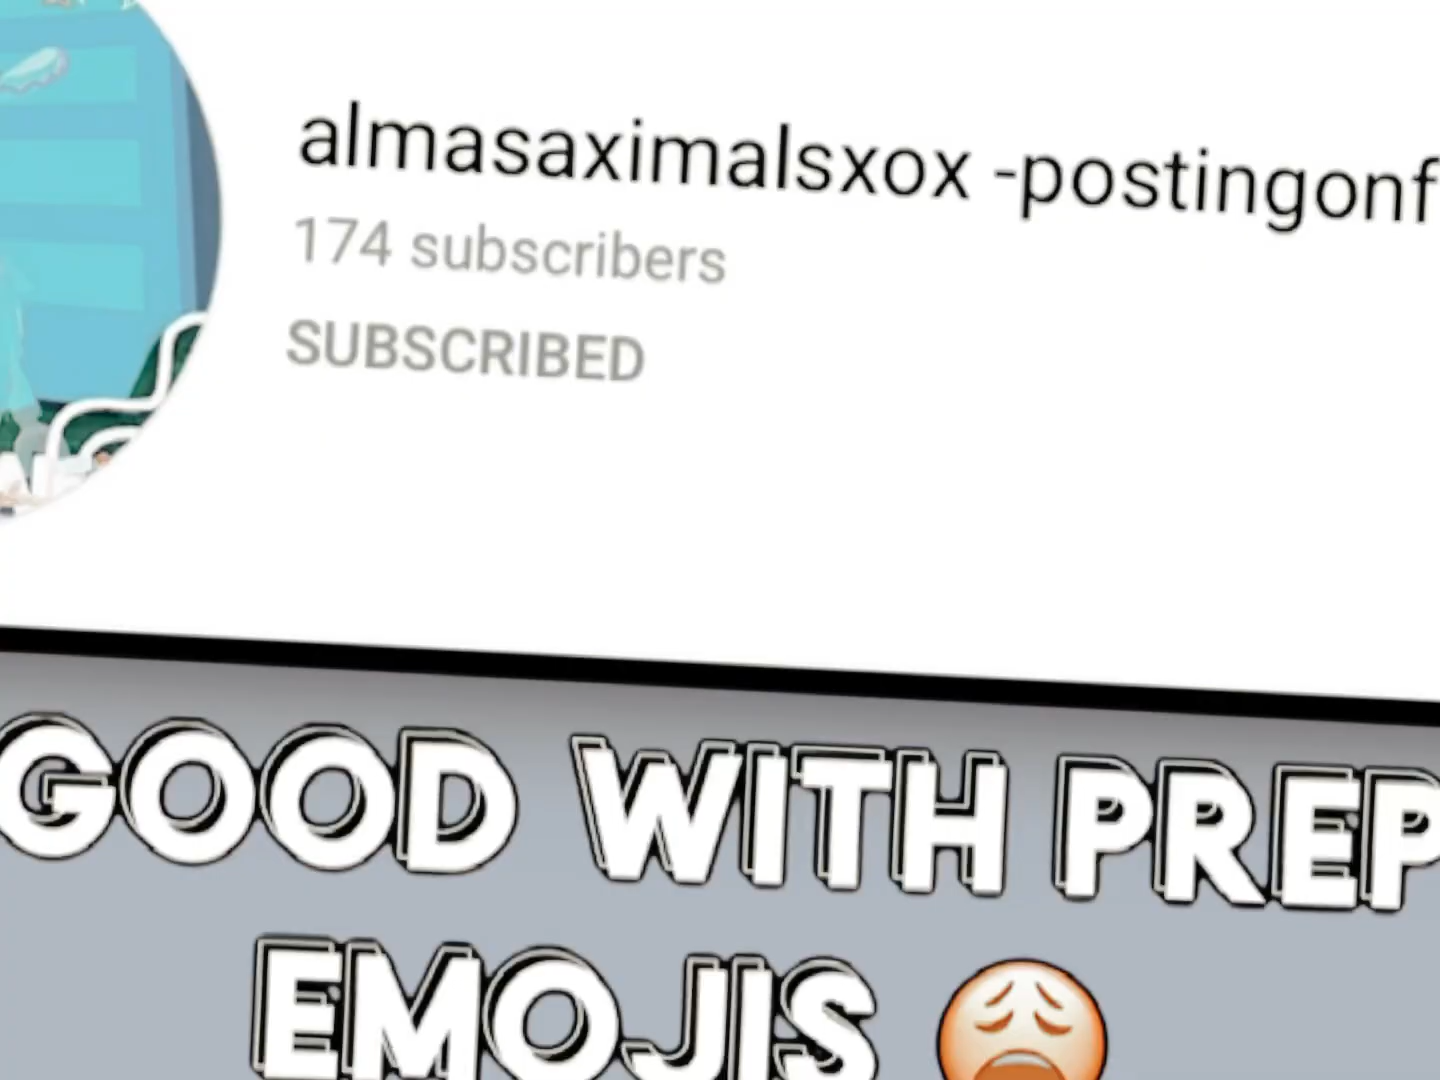 almasaximalsxox -postingonf
174 subscribers
SUBSCRIBED
GOOD WITH PREP
EMOJIS 😩